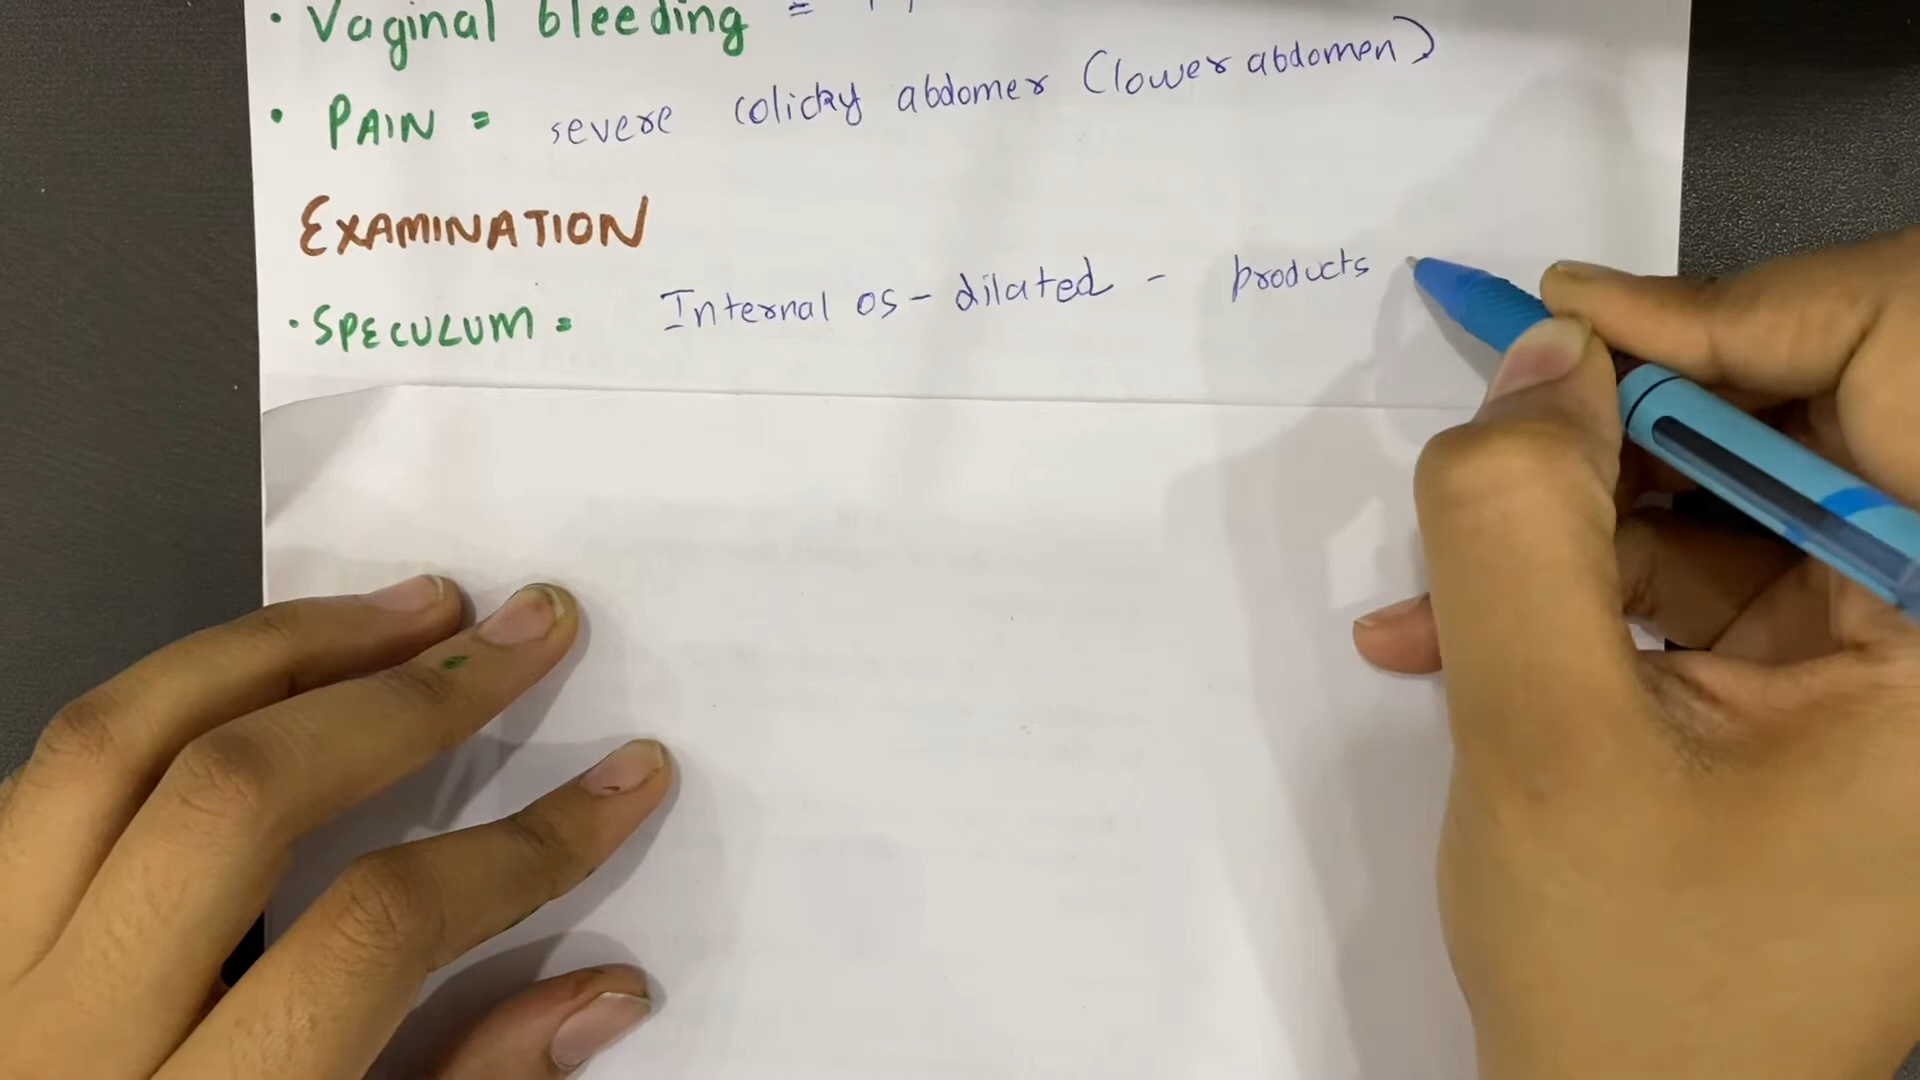 • Vaginal bleeding =
• PAIN = severe colicky abdomer (lower abdomen)
EXAMINATION
• SPECULUM = Internal os - dilated - products